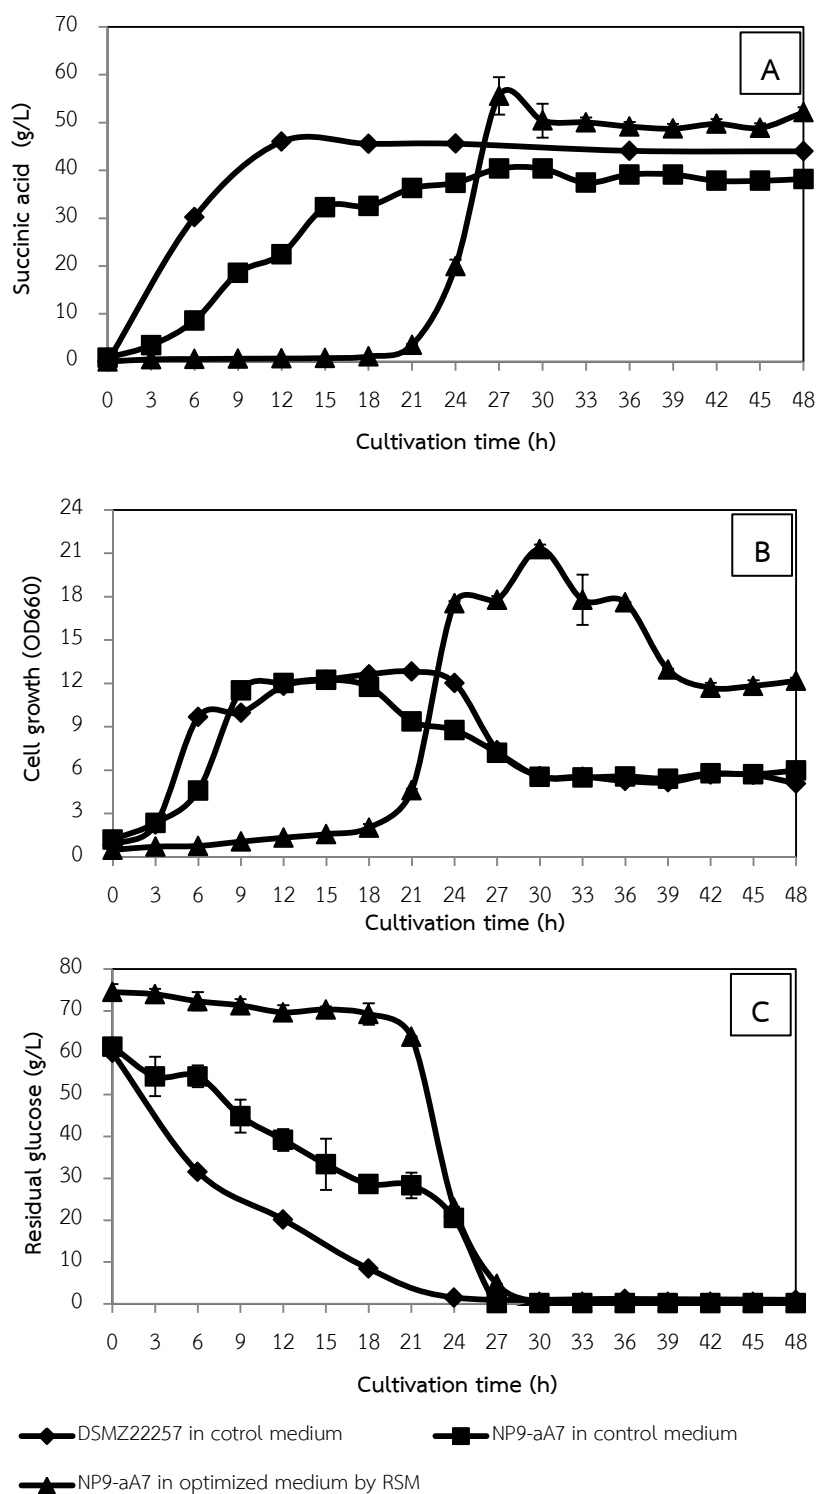 70
60
50
40
30
20
10
0
Succinic acid (g/L)
A
0 3 6 9 12 15 18 21 24 27 30 33 36 39 42 45 48
Cultivation time (h)
24
21
18
15
12
9
6
3
0
Cell growth (OD660)
B
0 3 6 9 12 15 18 21 24 27 30 33 36 39 42 45 48
Cultivation time (h)
80
70
60
50
40
30
20
10
0
Residual glucose (g/L)
C
0 3 6 9 12 15 18 21 24 27 30 33 36 39 42 45 48
Cultivation time (h)
DSMZ22257 in cotrol medium
NP9-aA7 in control medium
NP9-aA7 in optimized medium by RSM